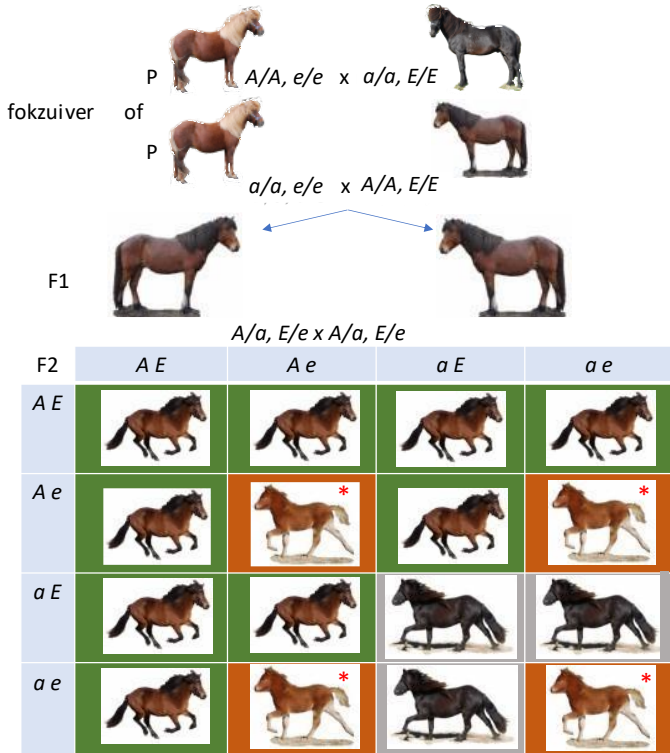 P A/A, e/e x a/a, E/E
fokzuiver of
P
a/a, e/e x A/A, E/E
F1
A/a, E/e x A/a, E/e
F2 A E A e a E a e
A E
A e * *
a E
a e * *